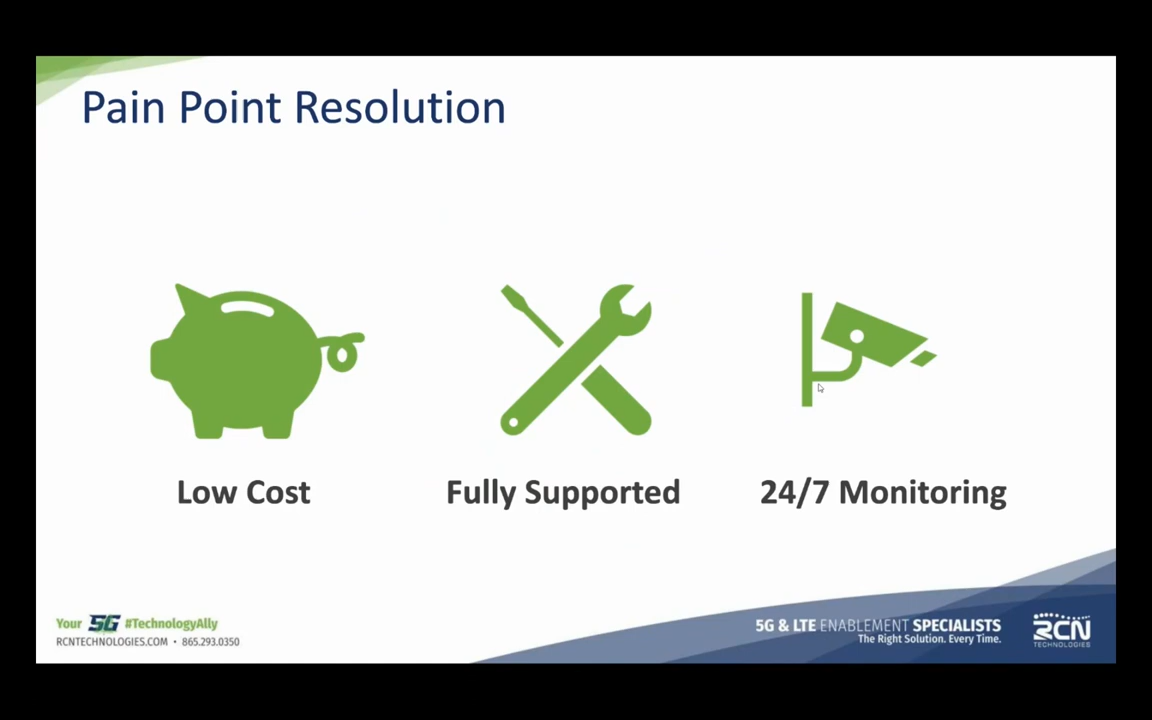 Pain Point Resolution
Low Cost
Fully Supported
24/7 Monitoring
Your 5G #TechnologyAlly
RCNTECHNOLOGIES.COM • 865.293.0350
5G & LTE ENABLEMENT SPECIALISTS
The Right Solution. Every Time.
RCN
TECHNOLOGIES